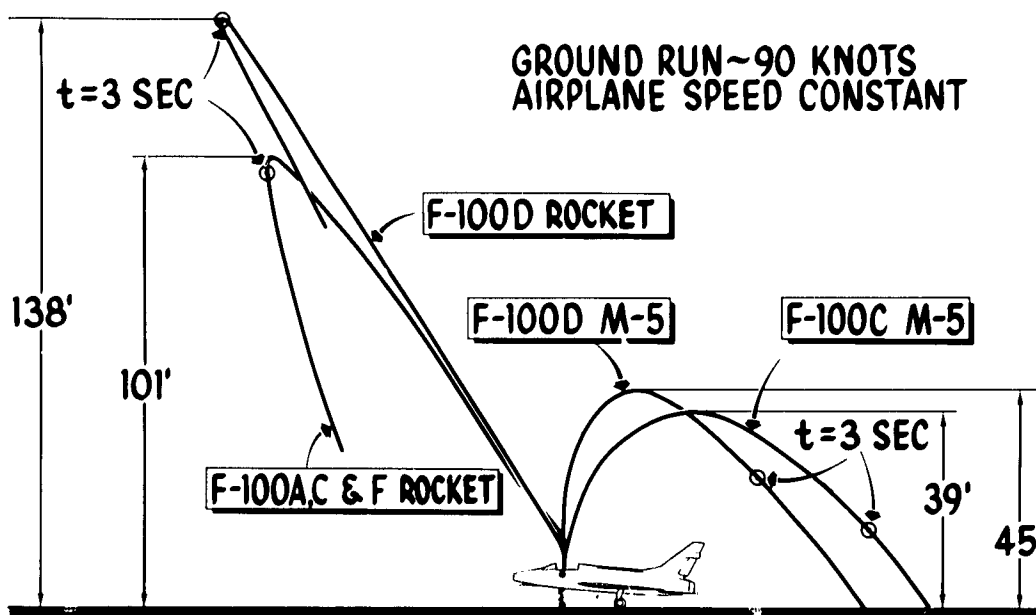 GROUND RUN~90 KNOTS
AIRPLANE SPEED CONSTANT
t=3 SEC
F-100D ROCKET
138'
F-100D M-5
F-100C M-5
101'
t=3 SEC
F-100A,C & F ROCKET
39'
45